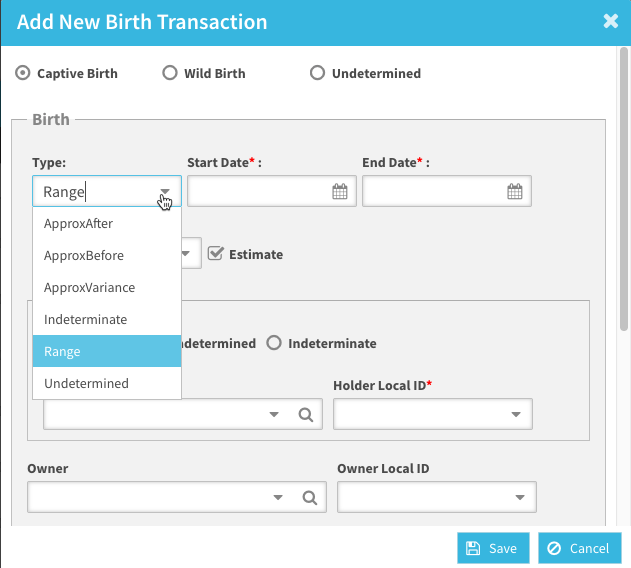 Add New Birth Transaction
Captive Birth Wild Birth Undetermined
Birth
Type: Start Date* : End Date* :
Range
ApproxAfter
ApproxBefore
Estimate
ApproxVariance
Indeterminate
Indeterminate
Range
Undetermined
Holder Local ID*
Owner Owner Local ID
Save Cancel